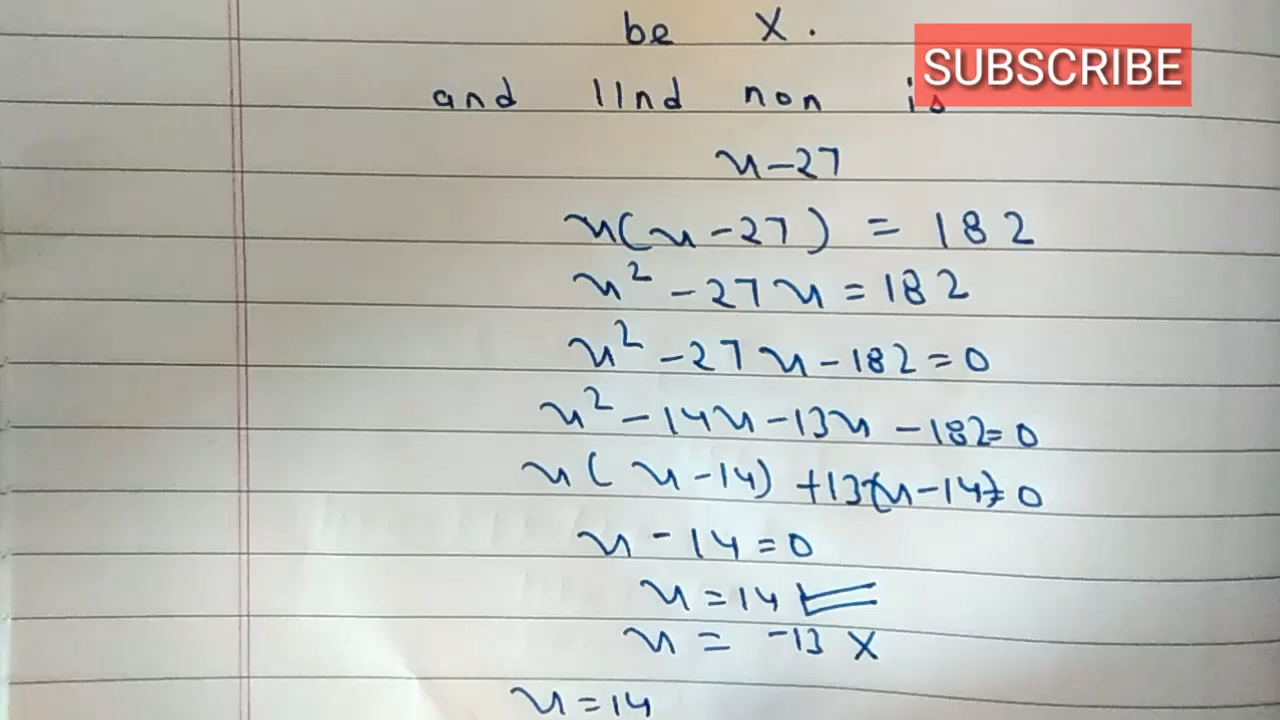 be X.
SUBSCRIBE
and IInd non is
x-27
x(x-27) = 182
x² -27x = 182
x² -27x -182 = 0
x² -14x -13x -182 = 0
x(x-14) +13(x-14) = 0
x-14 = 0
x = 14
x = -13 X
x = 14